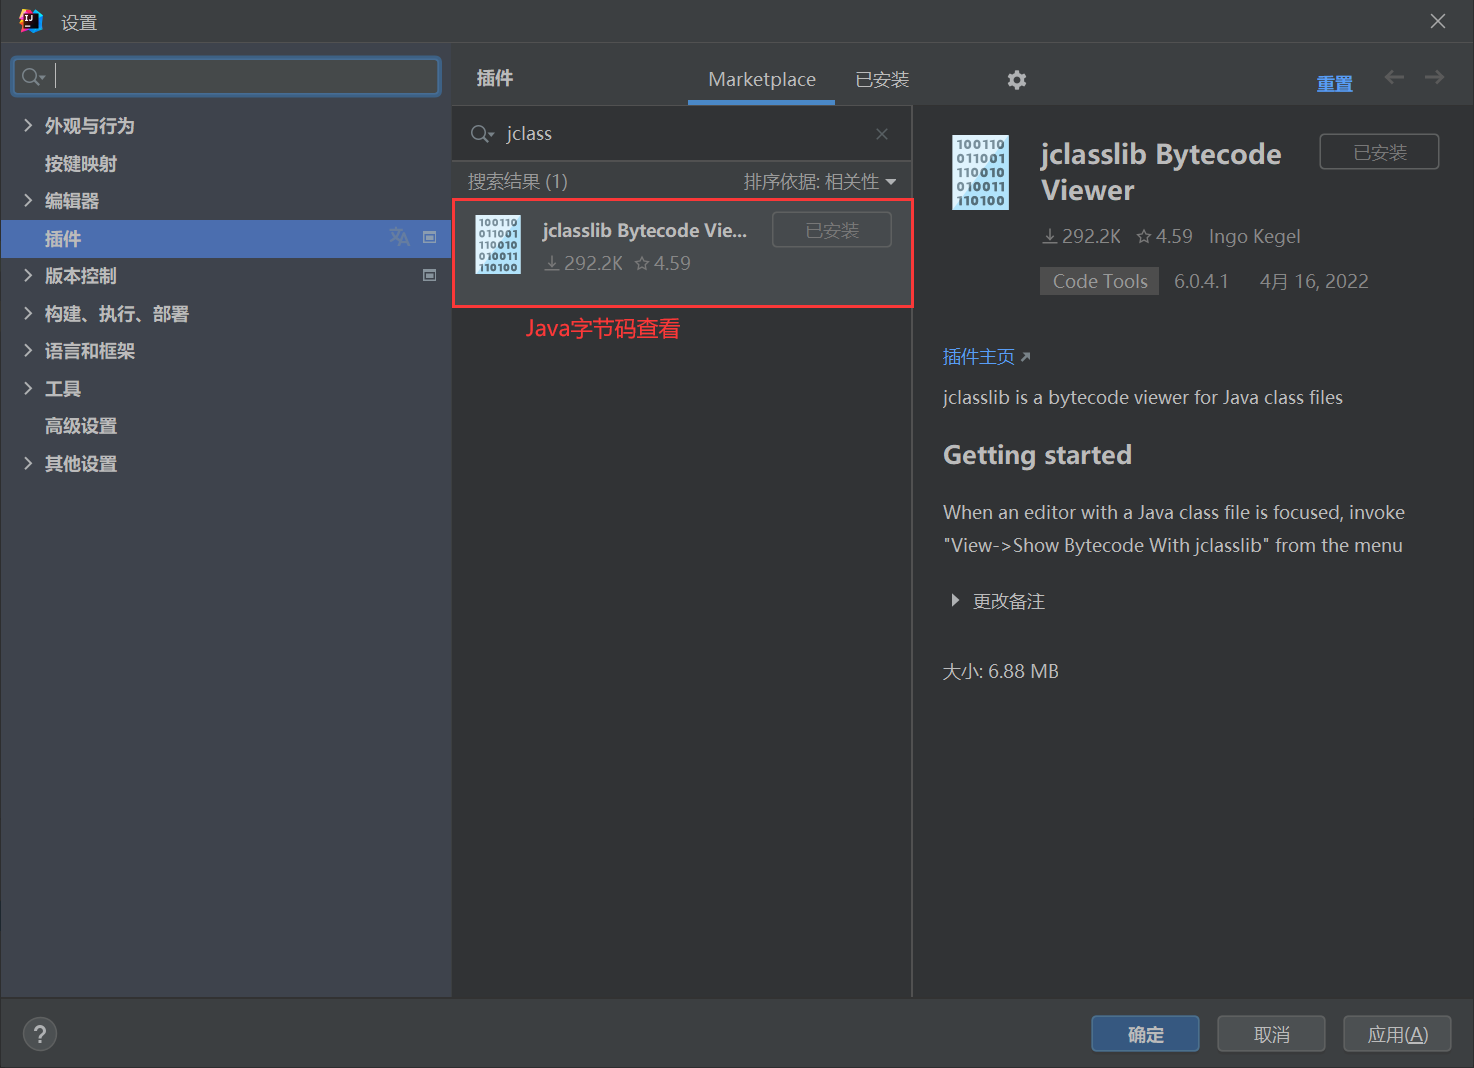 设置
外观与行为
按键映射
编辑器
插件
版本控制
构建、执行、部署
语言和框架
工具
高级设置
其他设置
插件
Marketplace
已安装
重置
jclass
搜索结果 (1)
排序依据: 相关性
100110
011001
110010
010011
110100
jclasslib Bytecode Vie...
已安装
292.2K
4.59
Java字节码查看
100110
011001
110010
010011
110100
jclasslib Bytecode
Viewer
已安装
292.2K 4.59 Ingo Kegel
Code Tools 6.0.4.1 4月 16, 2022
插件主页
jclasslib is a bytecode viewer for Java class files
Getting started
When an editor with a Java class file is focused, invoke
"View->Show Bytecode With jclasslib" from the menu
更改备注
大小: 6.88 MB
?
确定
取消
应用(A)